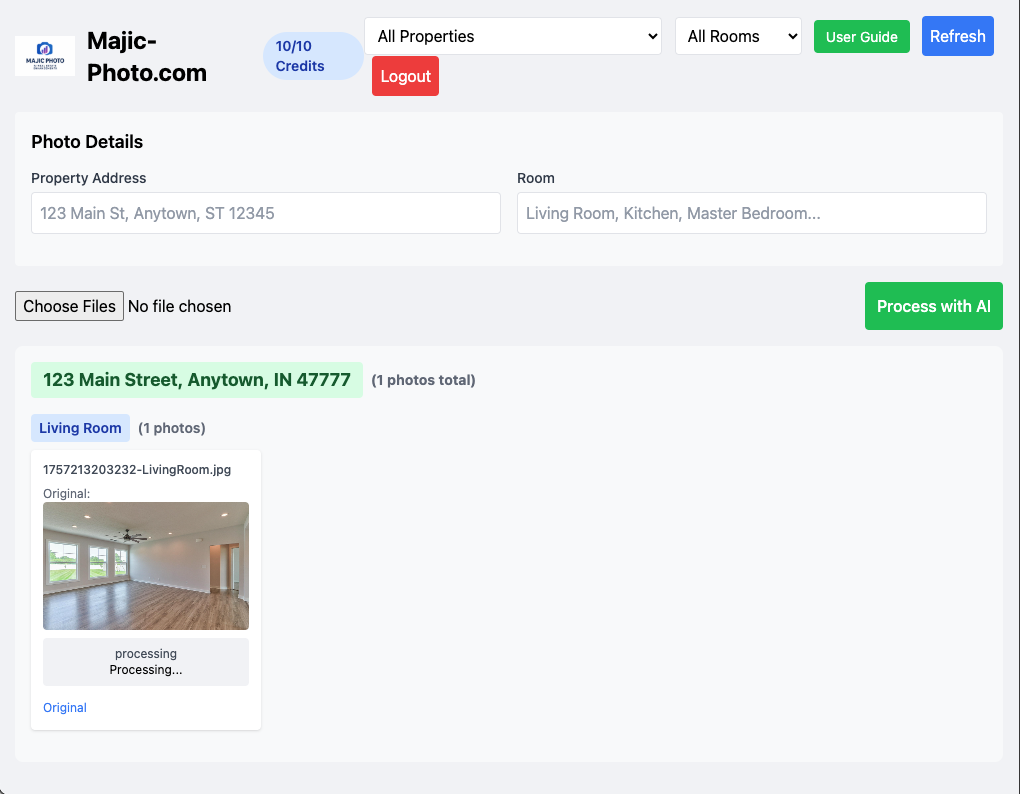 MAJIC PHOTO
Majic-
Photo.com
10/10
Credits
All Properties
All Rooms
User Guide
Refresh
Logout
Photo Details
Property Address
Room
123 Main St, Anytown, ST 12345
Living Room, Kitchen, Master Bedroom...
Choose Files No file chosen
Process with AI
123 Main Street, Anytown, IN 47777 (1 photos total)
Living Room (1 photos)
1757213203232-LivingRoom.jpg
Original:
processing
Processing...
Original